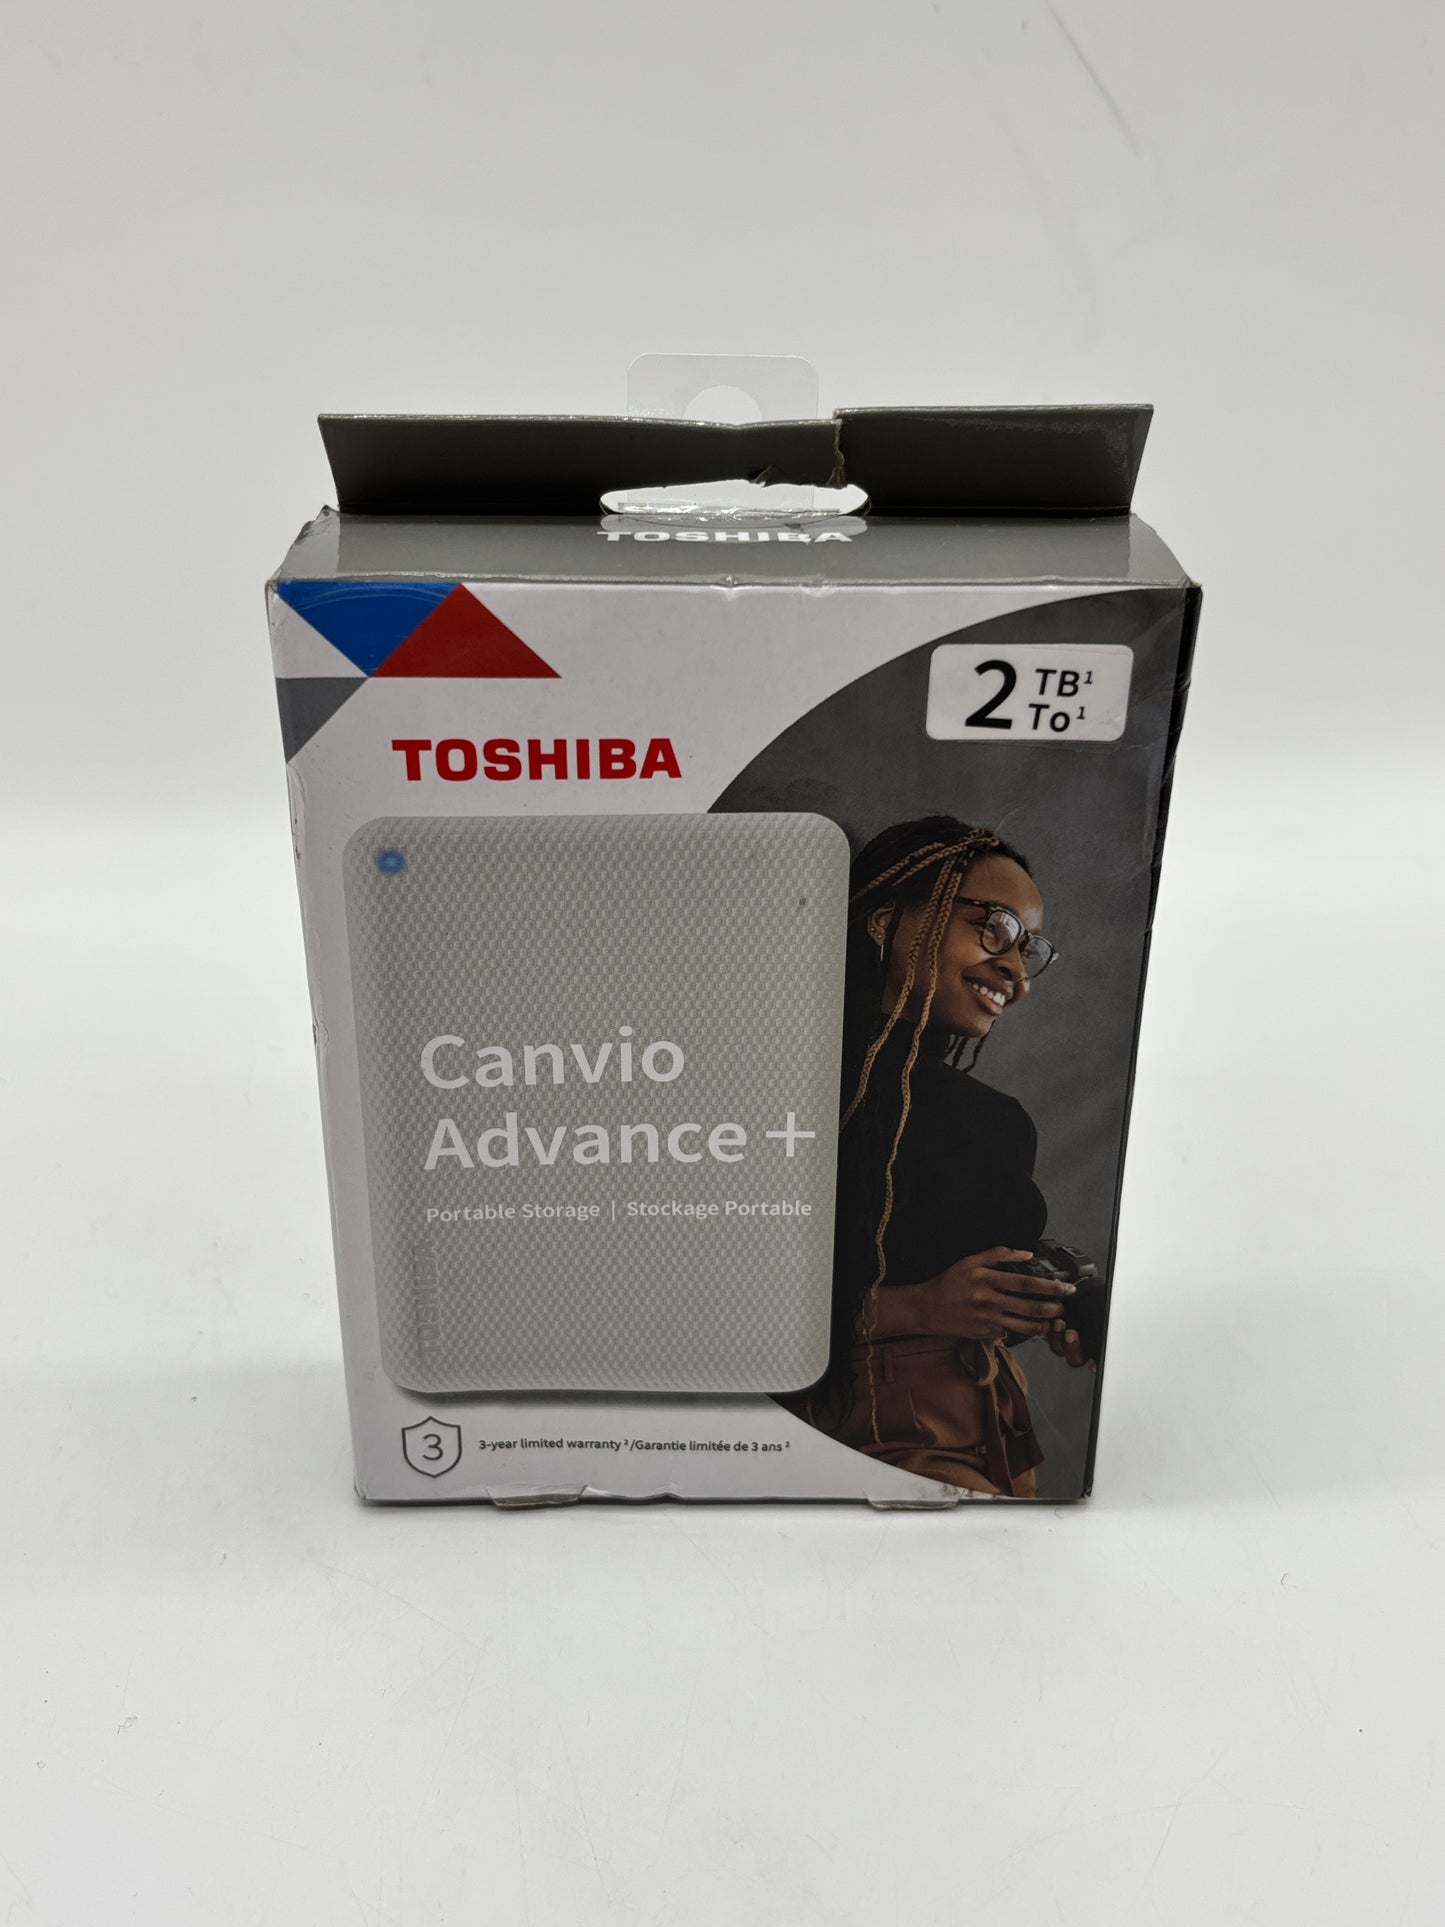 TOSHIBA
2 TB¹
To¹
TOSHIBA
Canvio
Advance +
Portable Storage | Stockage Portable
TOSHIBA
3 3-year limited warranty ²/Garantie limitée de 3 ans ²